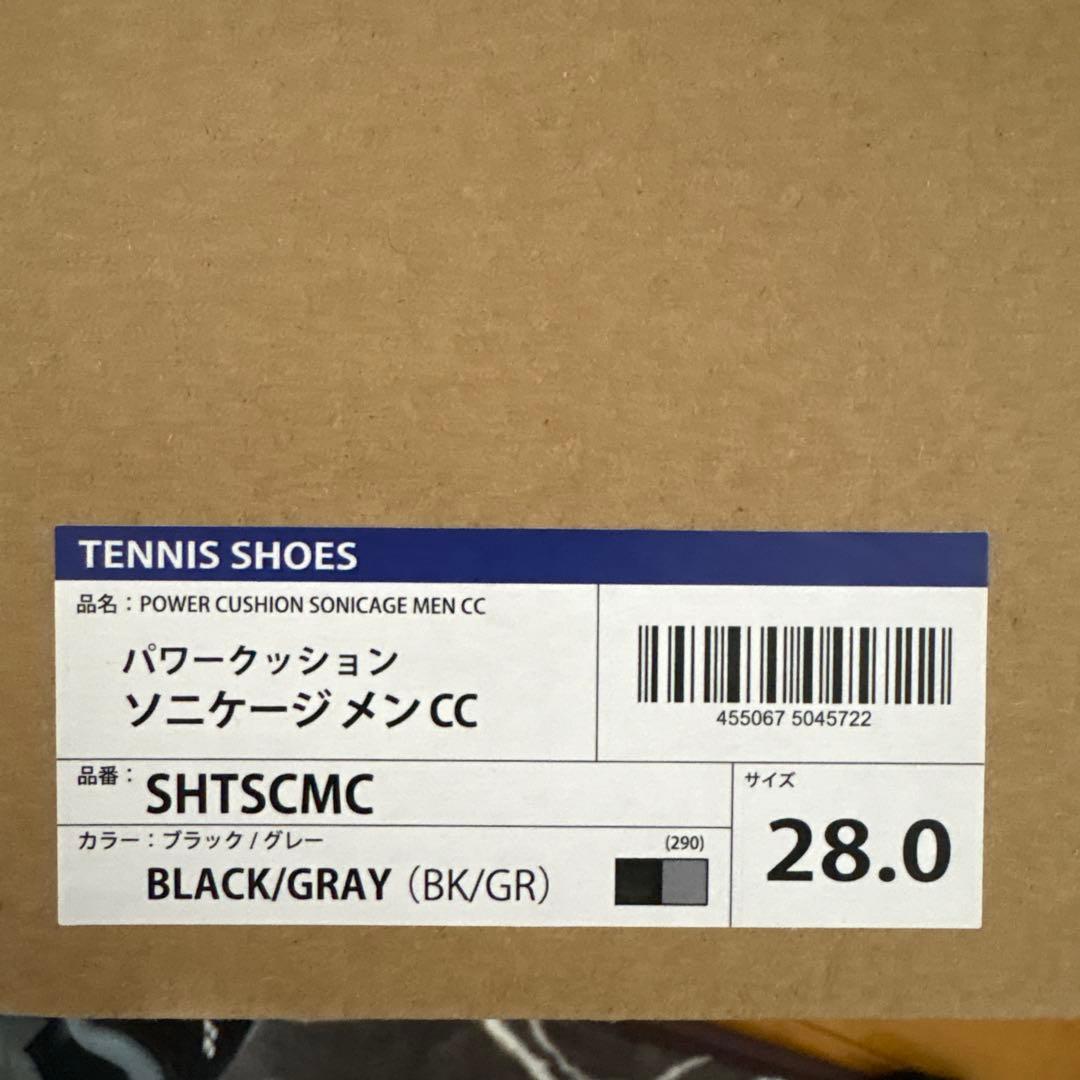 TENNIS SHOES
品名：POWER CUSHION SONICAGE MEN CC
パワークッション
ソニケージ メン CC
455067 5045722
品番：SHTSCMC
サイズ
28.0
カラー：ブラック / グレー
(290)
BLACK/GRAY（BK/GR）